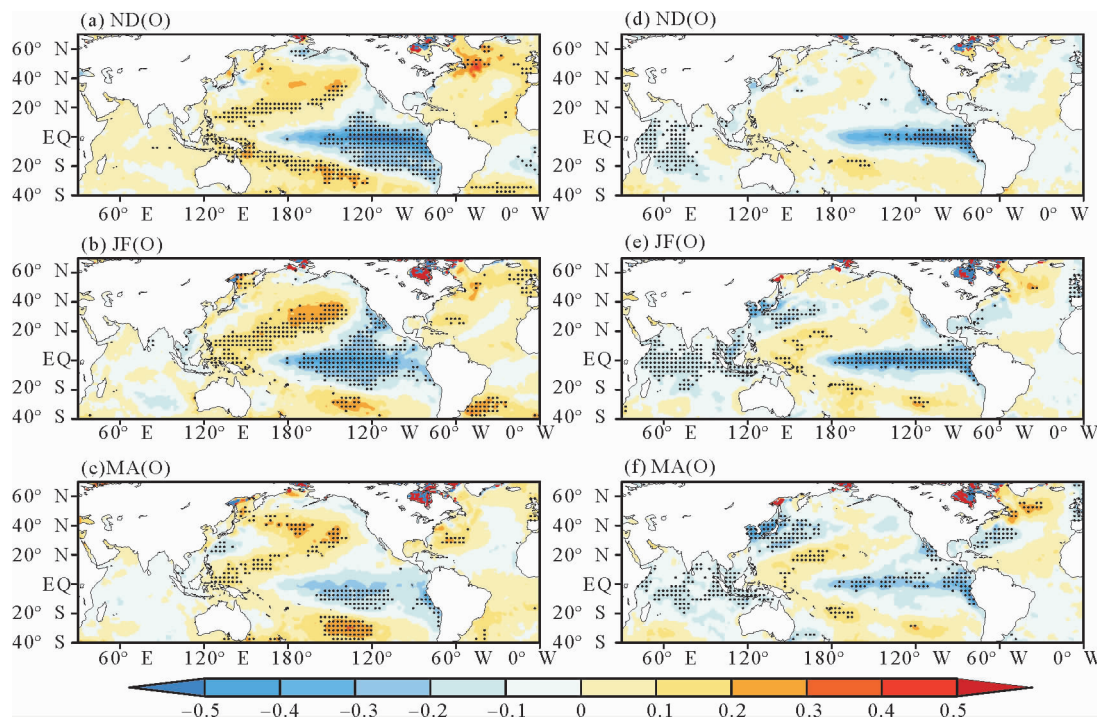 (a) ND(O) (d) ND(O)
60° N 60° N
40° N 40° N
20° N 20° N
EQ EQ
20° S 20° S
40° S 40° S
60° E 120° E 180° 120° W 60° W 0° W 60° E 120° E 180° 120° W 60° W 0° W
(b) JF(O) (e) JF(O)
60° N 60° N
40° N 40° N
20° N 20° N
EQ EQ
20° S 20° S
40° S 40° S
60° E 120° E 180° 120° W 60° W 0° W 60° E 120° E 180° 120° W 60° W 0° W
(c)MA(O) (f) MA(O)
60° N 60° N
40° N 40° N
20° N 20° N
EQ EQ
20° S 20° S
40° S 40° S
60° E 120° E 180° 120° W 60° W 0° W 60° E 120° E 180° 120° W 60° W 0° W
−0.5 −0.4 −0.3 −0.2 −0.1 0 0.1 0.2 0.3 0.4 0.5